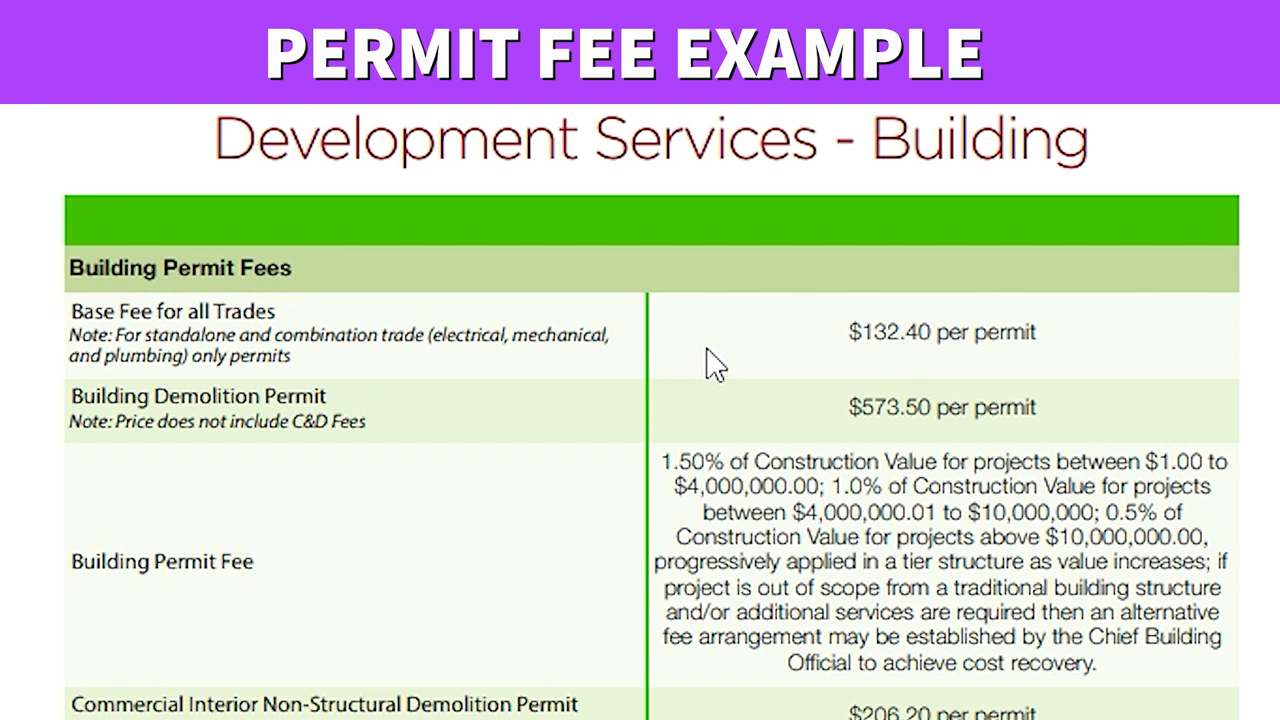 PERMIT FEE EXAMPLE
Development Services - Building
Building Permit Fees
Base Fee for all Trades
Note: For standalone and combination trade (electrical, mechanical,
and plumbing) only permits
$132.40 per permit
Building Demolition Permit
Note: Price does not include C&D Fees
$573.50 per permit
Building Permit Fee
1.50% of Construction Value for projects between $1.00 to
$4,000,000.00; 1.0% of Construction Value for projects
between $4,000,000.01 to $10,000,000; 0.5% of
Construction Value for projects above $10,000,000.00,
progressively applied in a tier structure as value increases; if
project is out of scope from a traditional building structure
and/or additional services are required then an alternative
fee arrangement may be established by the Chief Building
Official to achieve cost recovery.
Commercial Interior Non-Structural Demolition Permit
$206.20 per permit